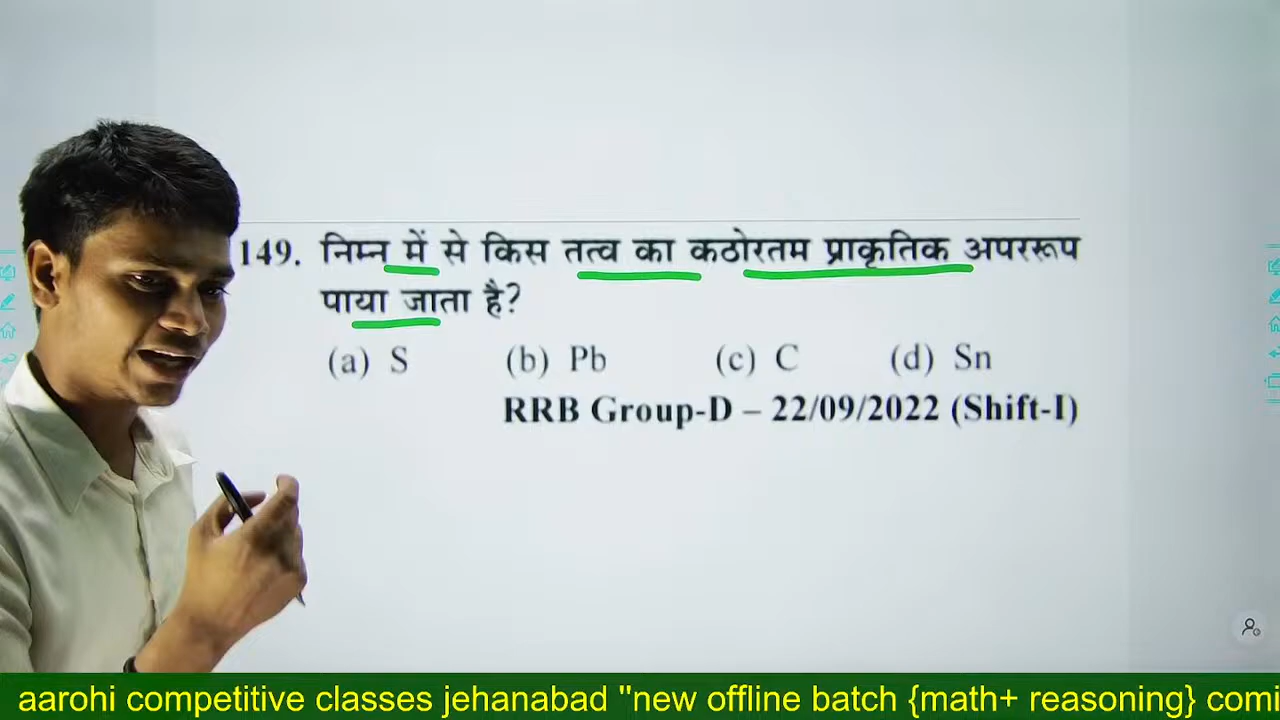 149. निम्न में से किस तत्व का कठोरतम प्राकृतिक अपररूप
पाया जाता है?
(a) S (b) Pb (c) C (d) Sn
RRB Group-D – 22/09/2022 (Shift-I)
aarohi competitive classes jehanabad "new offline batch {math+ reasoning} comi